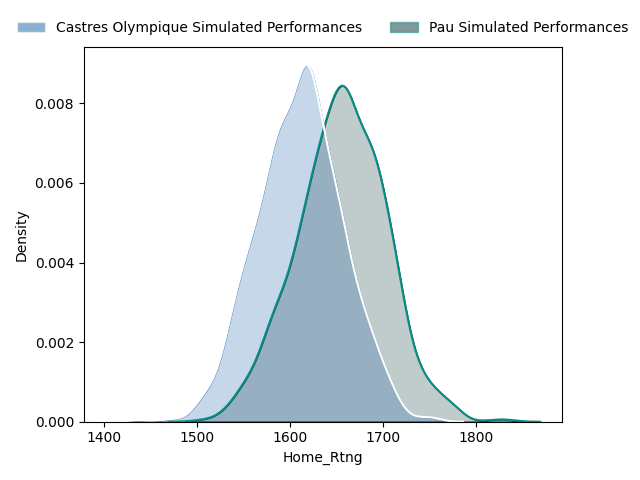 Castres Olympique Simulated Performances
Pau Simulated Performances
0.008
0.006
0.004
0.002
0.000
Density
1400 1500 1600 1700 1800
Home_Rtng